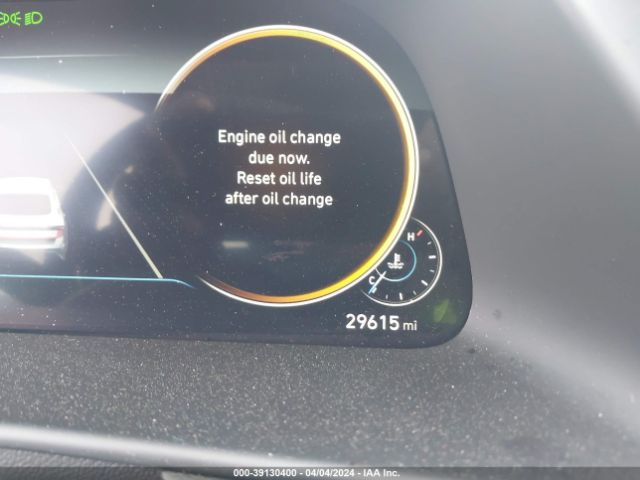 Engine oil change
due now.
Reset oil life
after oil change
H
C
29615 mi
000-39130400 - 04/04/2024 - IAA Inc.